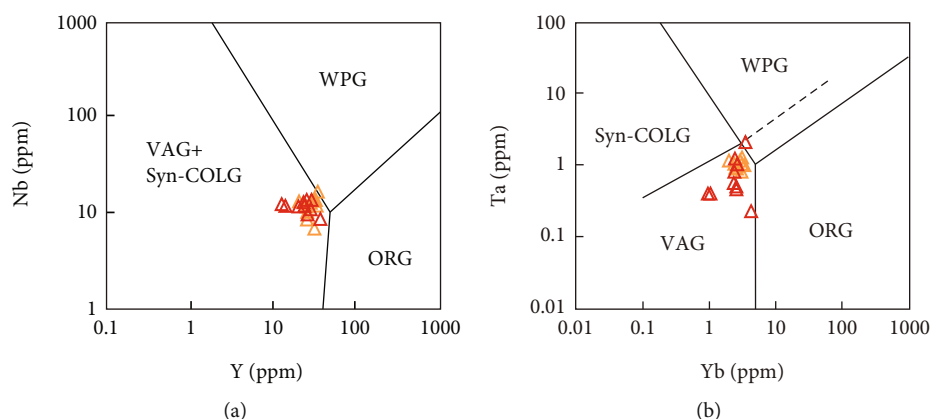 1000
100
10
1
Nb (ppm)
WPG
VAG+
Syn-COLG
ORG
0.1
1
10
100
1000
Y (ppm)
(a)
100
10
1
0.1
0.01
Ta (ppm)
WPG
Syn-COLG
VAG
ORG
0.01
0.1
1
10
100
1000
Yb (ppm)
(b)